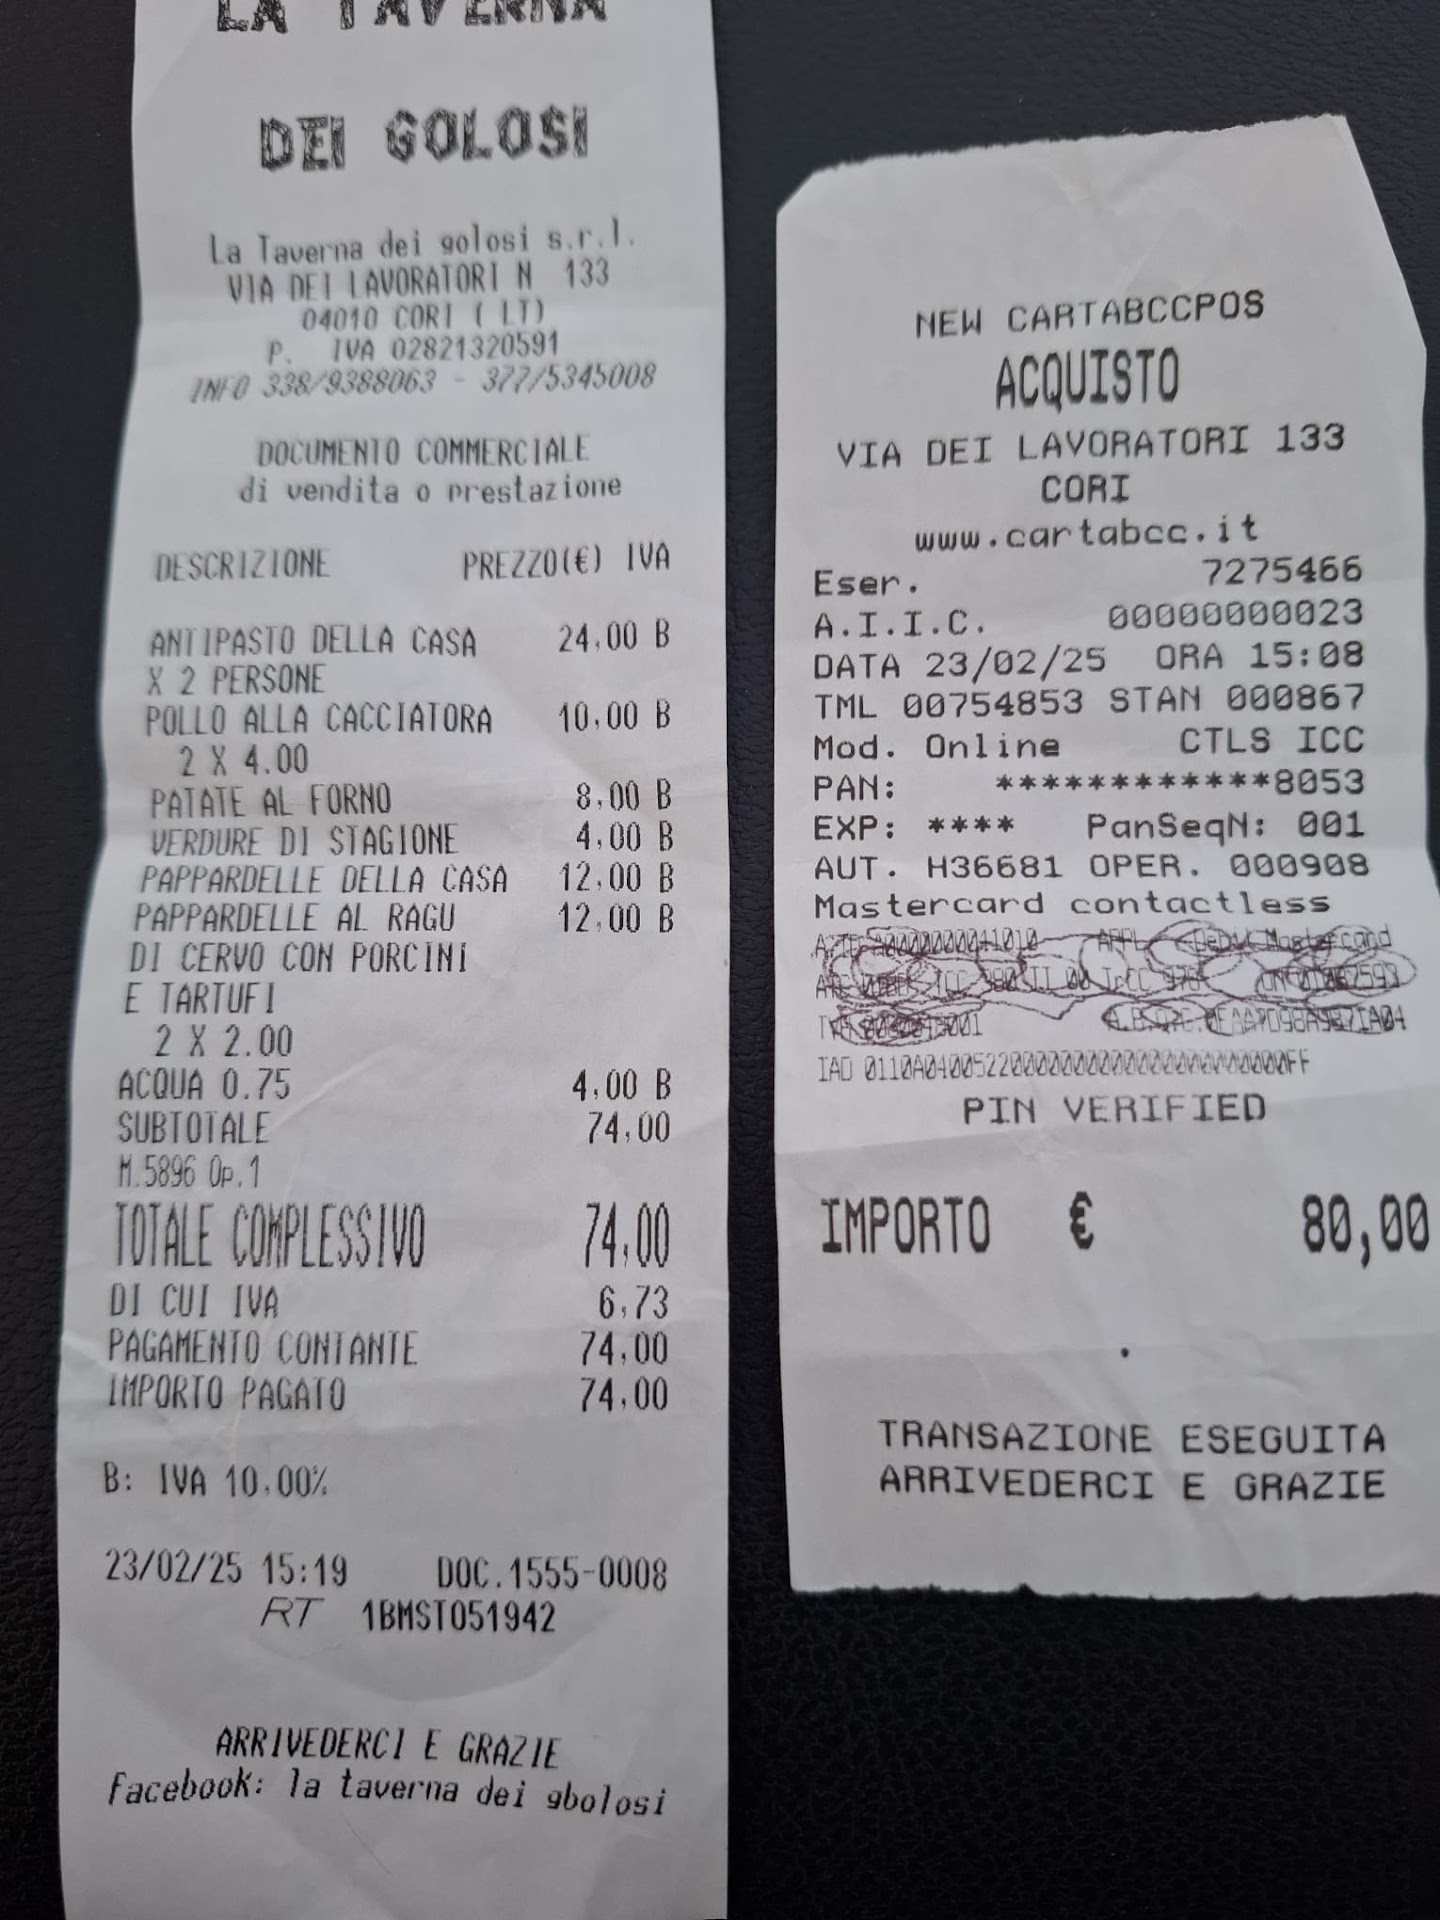 LA TAVERNA
DEI GOLOSI
La Taverna dei golosi s.r.l.
VIA DEI LAVORATORI N 133
04010 CORI ( LT)
P. IVA 02821320591
INFO 338/9388063 - 377/5345008
DOCUMENTO COMMERCIALE
di vendita o prestazione
DESCRIZIONE PREZZO(€) IVA
ANTIPASTO DELLA CASA 24,00 B
X 2 PERSONE
POLLO ALLA CACCIATORA 10,00 B
2 X 4.00
PATATE AL FORNO 8,00 B
VERDURE DI STAGIONE 4,00 B
PAPPARDELLE DELLA CASA 12,00 B
PAPPARDELLE AL RAGU 12,00 B
DI CERVO CON PORCINI
E TARTUFI
2 X 2.00
ACQUA 0.75 4,00 B
SUBTOTALE 74,00
M.5896 Op.1
TOTALE COMPLESSIVO 74,00
DI CUI IVA 6,73
PAGAMENTO CONTANTE 74,00
IMPORTO PAGATO 74,00
B: IVA 10,00%
23/02/25 15:19 DOC.1555-0008
RT 1BMST051942
ARRIVEDERCI E GRAZIE
facebook: la taverna dei gbolosi
NEW CARTABCCPOS
ACQUISTO
VIA DEI LAVORATORI 133
CORI
www.cartabcc.it
Eser. 7275466
A.I.I.C. 00000000023
DATA 23/02/25 ORA 15:08
TML 00754853 STAN 000867
Mod. Online CTLS ICC
PAN: ************8053
EXP: **** PanSeqN: 001
AUT. H36681 OPER. 000908
Mastercard contactless
Debit Mastercard
PIN VERIFIED
IMPORTO € 80,00
TRANSAZIONE ESEGUITA
ARRIVEDERCI E GRAZIE